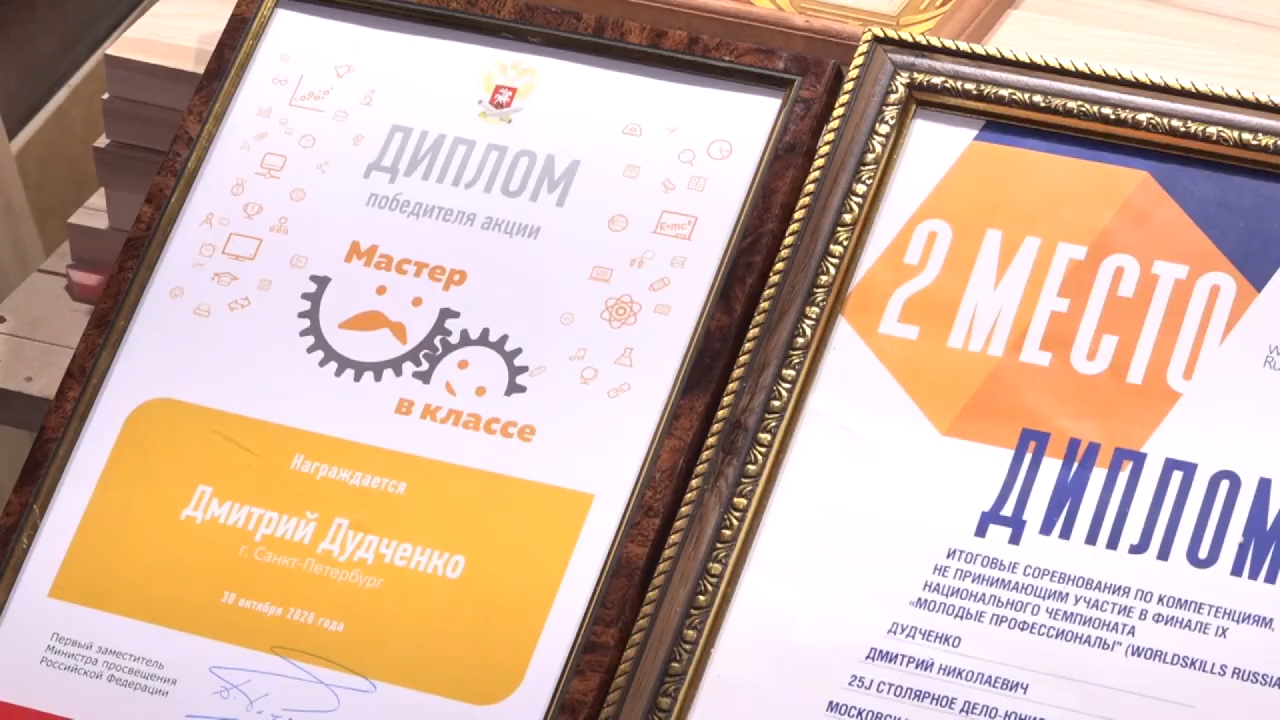 ДИПЛОМ
победителя акции
Мастер
в классе
Награждается
Дмитрий Дудченко
г. Санкт-Петербург
30 октября 2020 года
Первый заместитель
Министра просвещения
Российской Федерации
E=mc²
2 МЕСТО
ДИПЛОМ
ИТОГОВЫЕ СОРЕВНОВАНИЯ ПО КОМПЕТЕНЦИЯМ,
НЕ ПРИНИМАЮЩИМ УЧАСТИЕ В ФИНАЛЕ IX
НАЦИОНАЛЬНОГО ЧЕМПИОНАТА
«МОЛОДЫЕ ПРОФЕССИОНАЛЫ" (WORLDSKILLS RUSSIA
ДУДЧЕНКО
ДМИТРИЙ НИКОЛАЕВИЧ
25J СТОЛЯРНОЕ ДЕЛО-ЮНИ